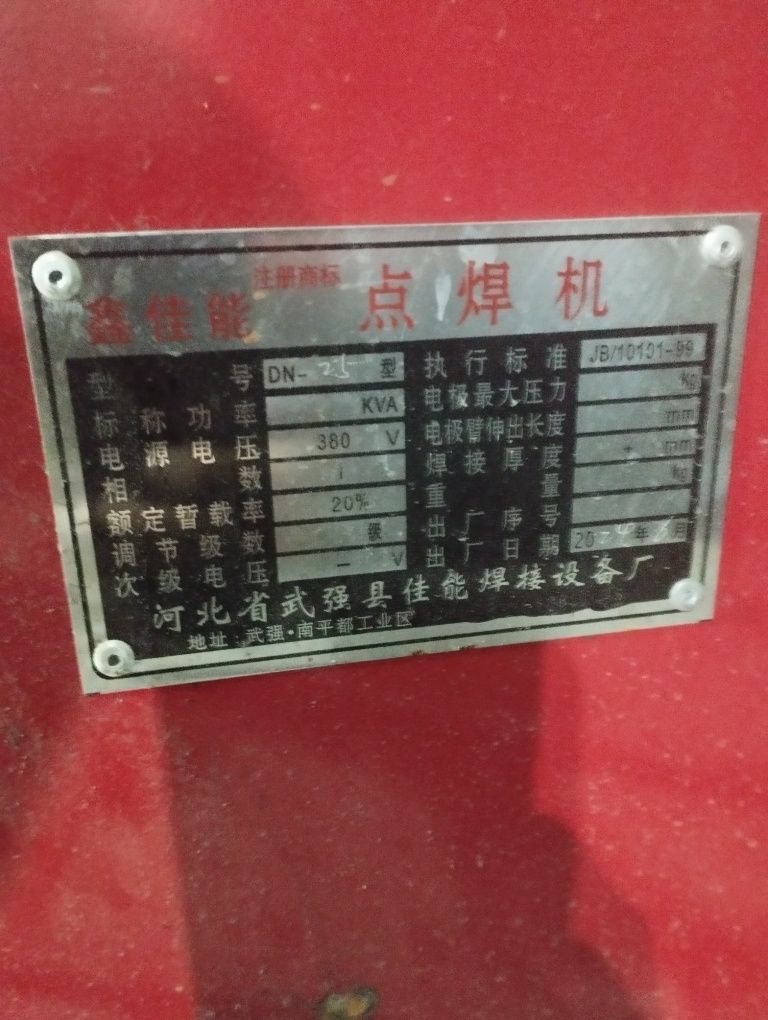 鑫佳能 注册商标 点焊机
型号 DN-25 型 执行标准 JB/10101-99
标称功率 KVA 电极最大压力 Kg
电源电压 380 V 电极臂伸出长度 mm
相数 1 焊接厚度 + mm
额定暂载率 20% 重量 kg
调节级数 级 出厂序号
次级电压 — V 出厂日期 20 年 月
河北省武强县佳能焊接设备厂
地址:武强·南平都工业区